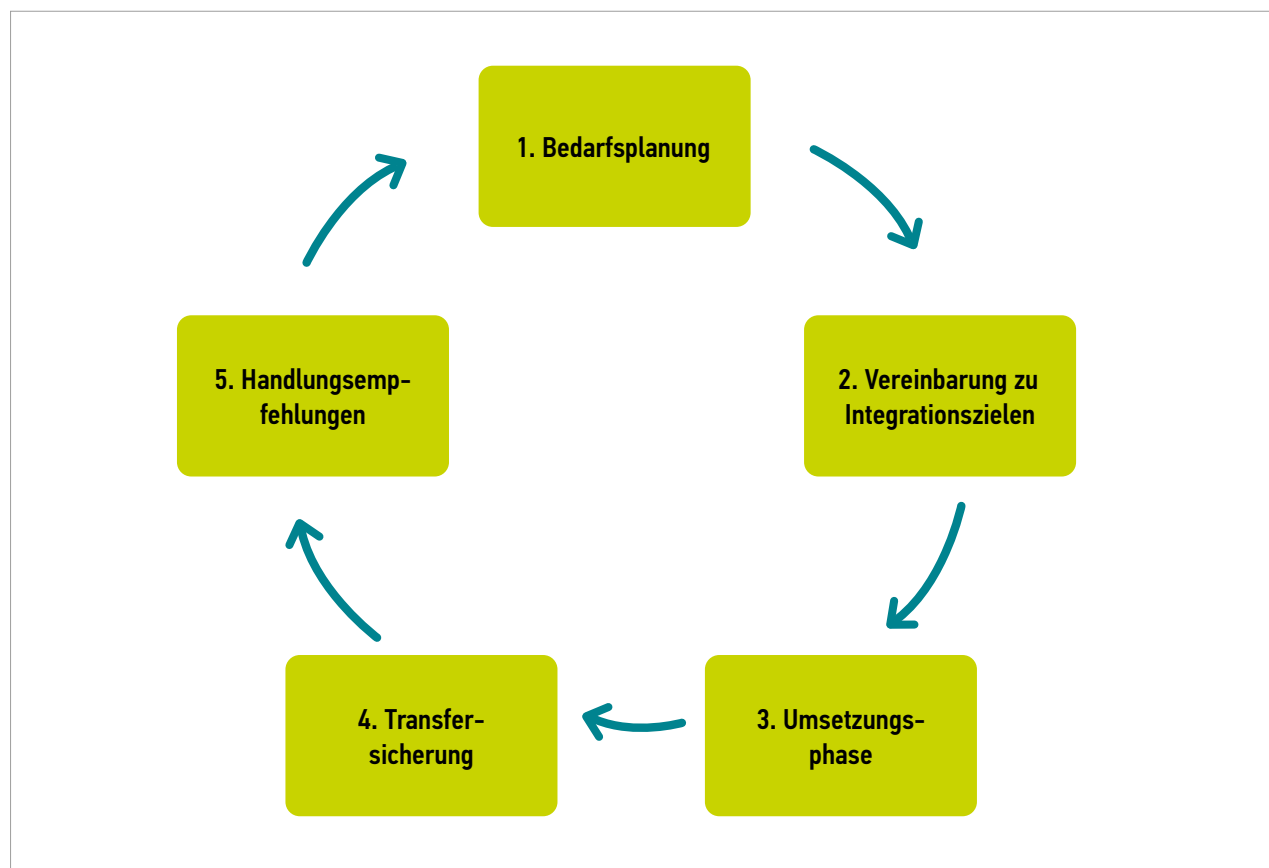 1. Bedarfsplanung
2. Vereinbarung zu
Integrationszielen
3. Umsetzungs-
phase
4. Transfer-
sicherung
5. Handlungsemp-
fehlungen